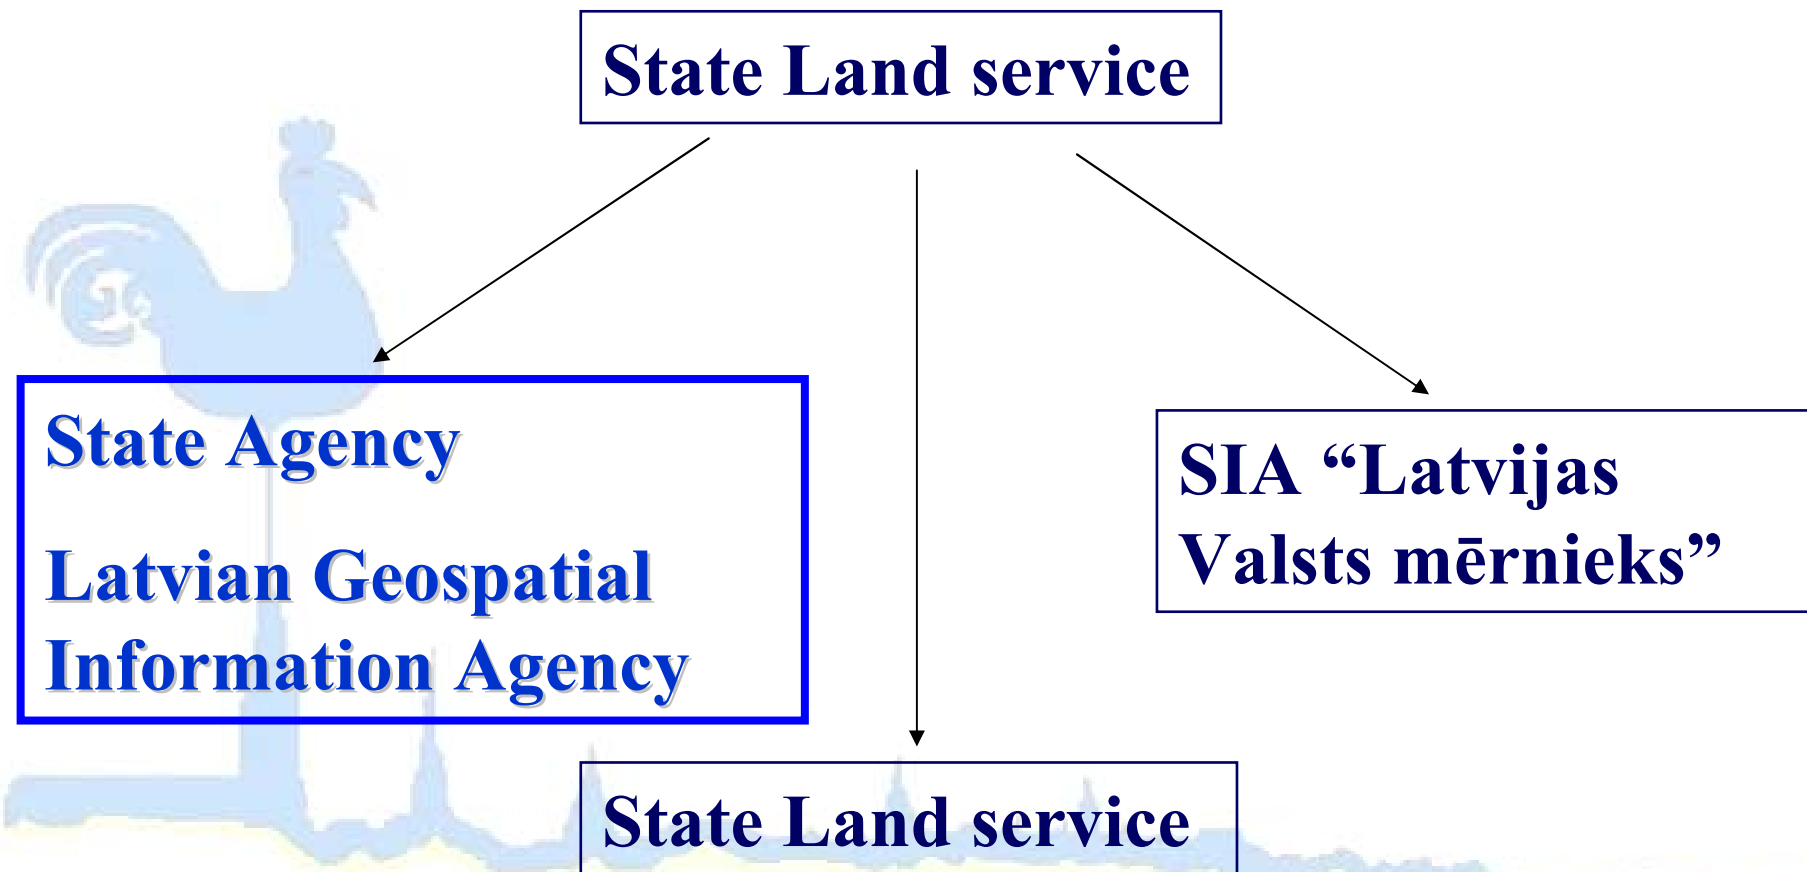 State Land service
State Agency
Latvian Geospatial
Information Agency
SIA “Latvijas
Valsts mērnieks”
State Land service